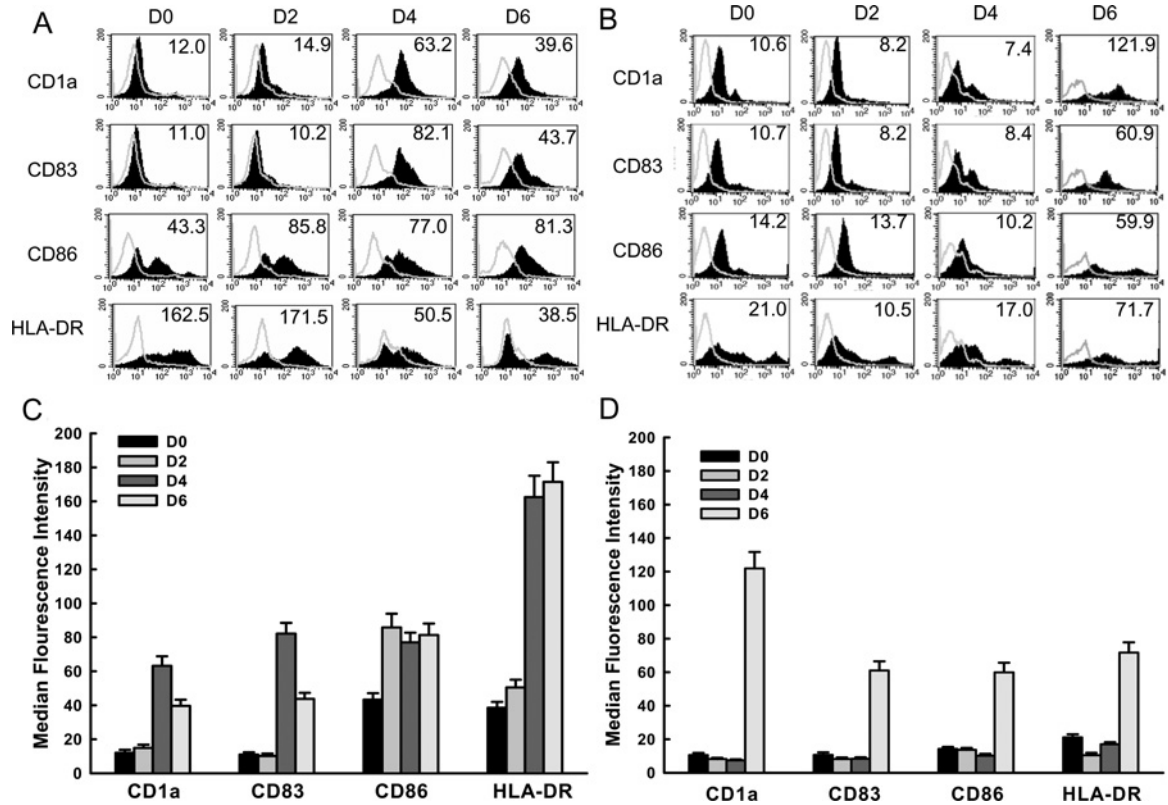 A D0 D2 D4 D6
CD1a 12.0 14.9 63.2 39.6
CD83 11.0 10.2 82.1 43.7
CD86 43.3 85.8 77.0 81.3
HLA-DR 162.5 171.5 50.5 38.5
B D0 D2 D4 D6
CD1a 10.6 8.2 7.4 121.9
CD83 10.7 8.2 8.4 60.9
CD86 14.2 13.7 10.2 59.9
HLA-DR 21.0 10.5 17.0 71.7
C
Median Flourescence Intensity
200
180
160
140
120
100
80
60
40
20
0
D0
D2
D4
D6
CD1a CD83 CD86 HLA-DR
D
Median Fluorescence Intensity
200
180
160
140
120
100
80
60
40
20
0
D0
D2
D4
D6
CD1a CD83 CD86 HLA-DR